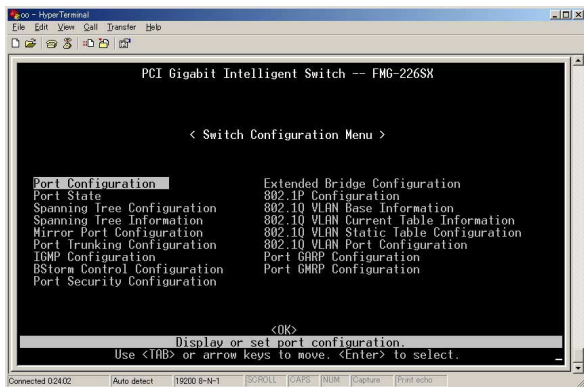 oo - HyperTerminal
File Edit View Call Transfer Help
PCI Gigabit Intelligent Switch -- FMG-226SX
< Switch Configuration Menu >
Port Configuration
Port State
Spanning Tree Configuration
Spanning Tree Information
Mirror Port Configuration
Port Trunking Configuration
IGMP Configuration
BStorm Control Configuration
Port Security Configuration
Extended Bridge Configuration
802.1P Configuration
802.1Q VLAN Base Information
802.1Q VLAN Current Table Information
802.1Q VLAN Static Table Configuration
802.1Q VLAN Port Configuration
Port GARP Configuration
Port GMRP Configuration
<OK>
Display or set port configuration.
Use <TAB> or arrow keys to move. <Enter> to select.
Connected 0:24:02 Auto detect 19200 8-N-1 SCROLL CAPS NUM Capture Print echo